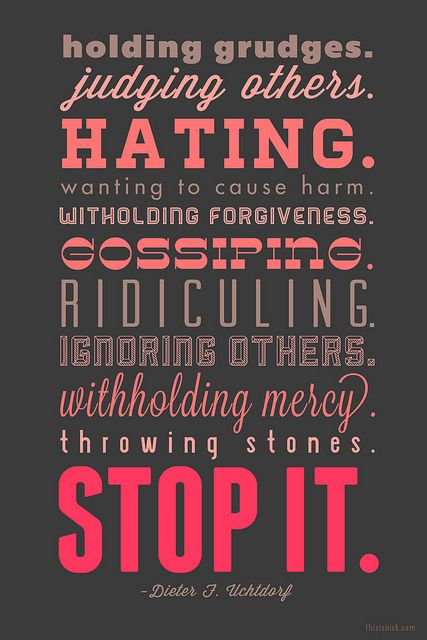 holding grudges.
judging others.
HATING.
wanting to cause harm.
WITHOLDING FORGIVENESS.
GOSSIPING.
RIDICULING.
IGNORING OTHERS.
withholding mercy.
throwing stones.
STOP IT.
-Dieter F. Uchtdorf
thisisnick.com